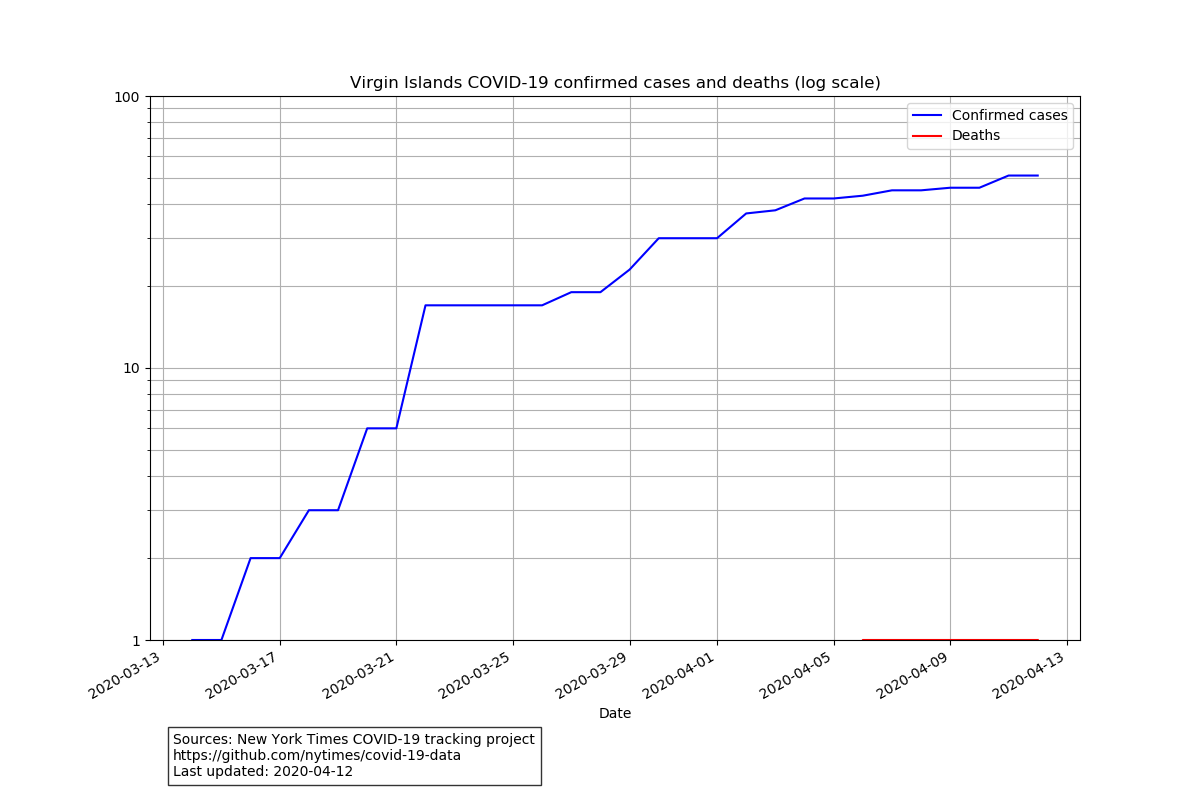 Virgin Islands COVID-19 confirmed cases and deaths (log scale)
100
10
1
Confirmed cases
Deaths
2020-03-13
2020-03-17
2020-03-21
2020-03-25
2020-03-29
2020-04-01
2020-04-05
2020-04-09
2020-04-13
Date
Sources: New York Times COVID-19 tracking project
https://github.com/nytimes/covid-19-data
Last updated: 2020-04-12